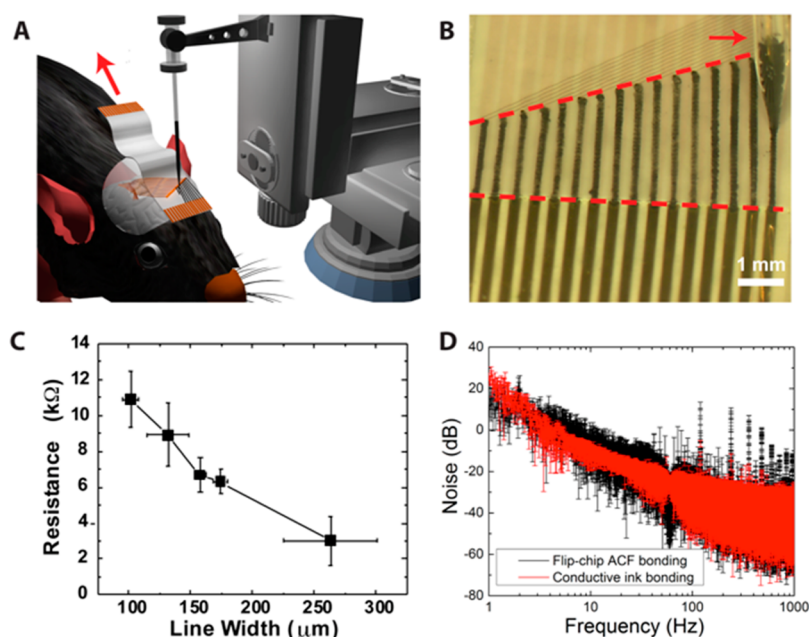 A
B
1 mm
C
Resistance (kΩ)
14
12
10
8
6
4
2
0
100
150
200
250
300
Line Width (μm)
D
Noise (dB)
40
20
0
-20
-40
-60
-80
Flip-chip ACF bonding
Conductive ink bonding
1
10
100
1000
Frequency (Hz)